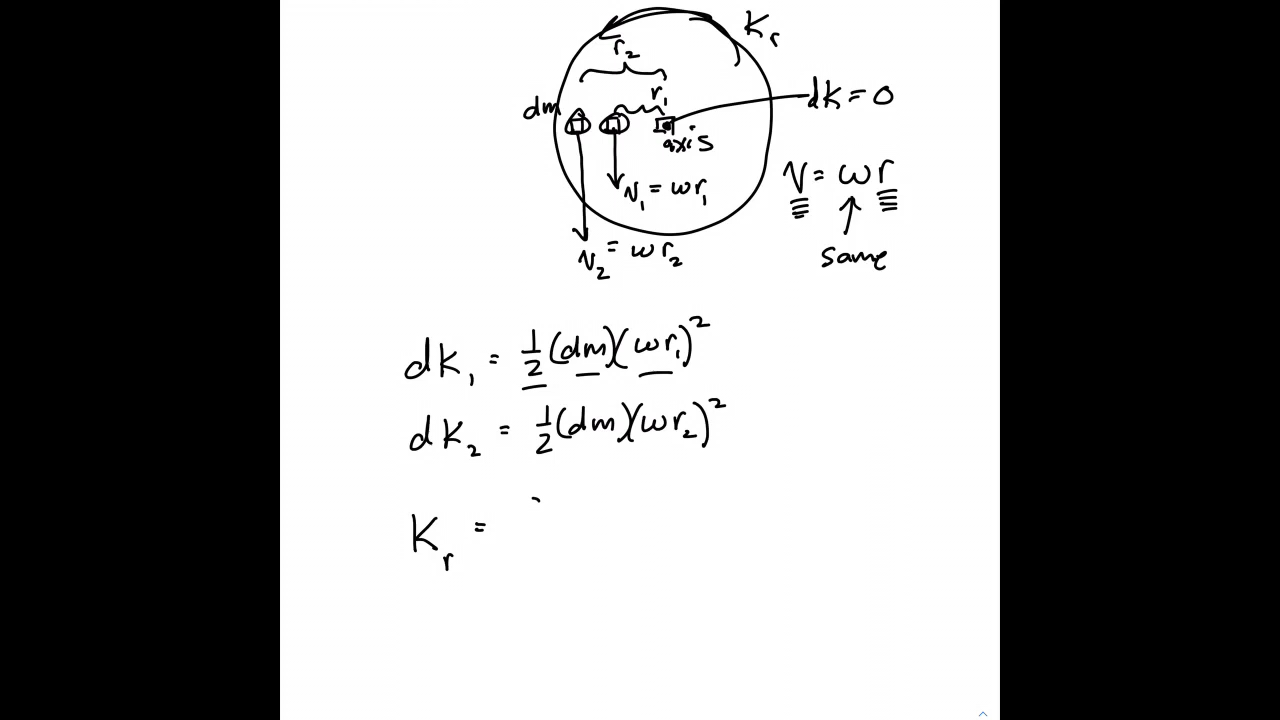 K_r
r_2
dm
r_1
dK = 0
axis
v = ωr
v_1 = ωr_1
same
v_2 = ωr_2
dK_1 = 1/2 (dm)(ωr_1)^2
dK_2 = 1/2 (dm)(ωr_2)^2
K_r =